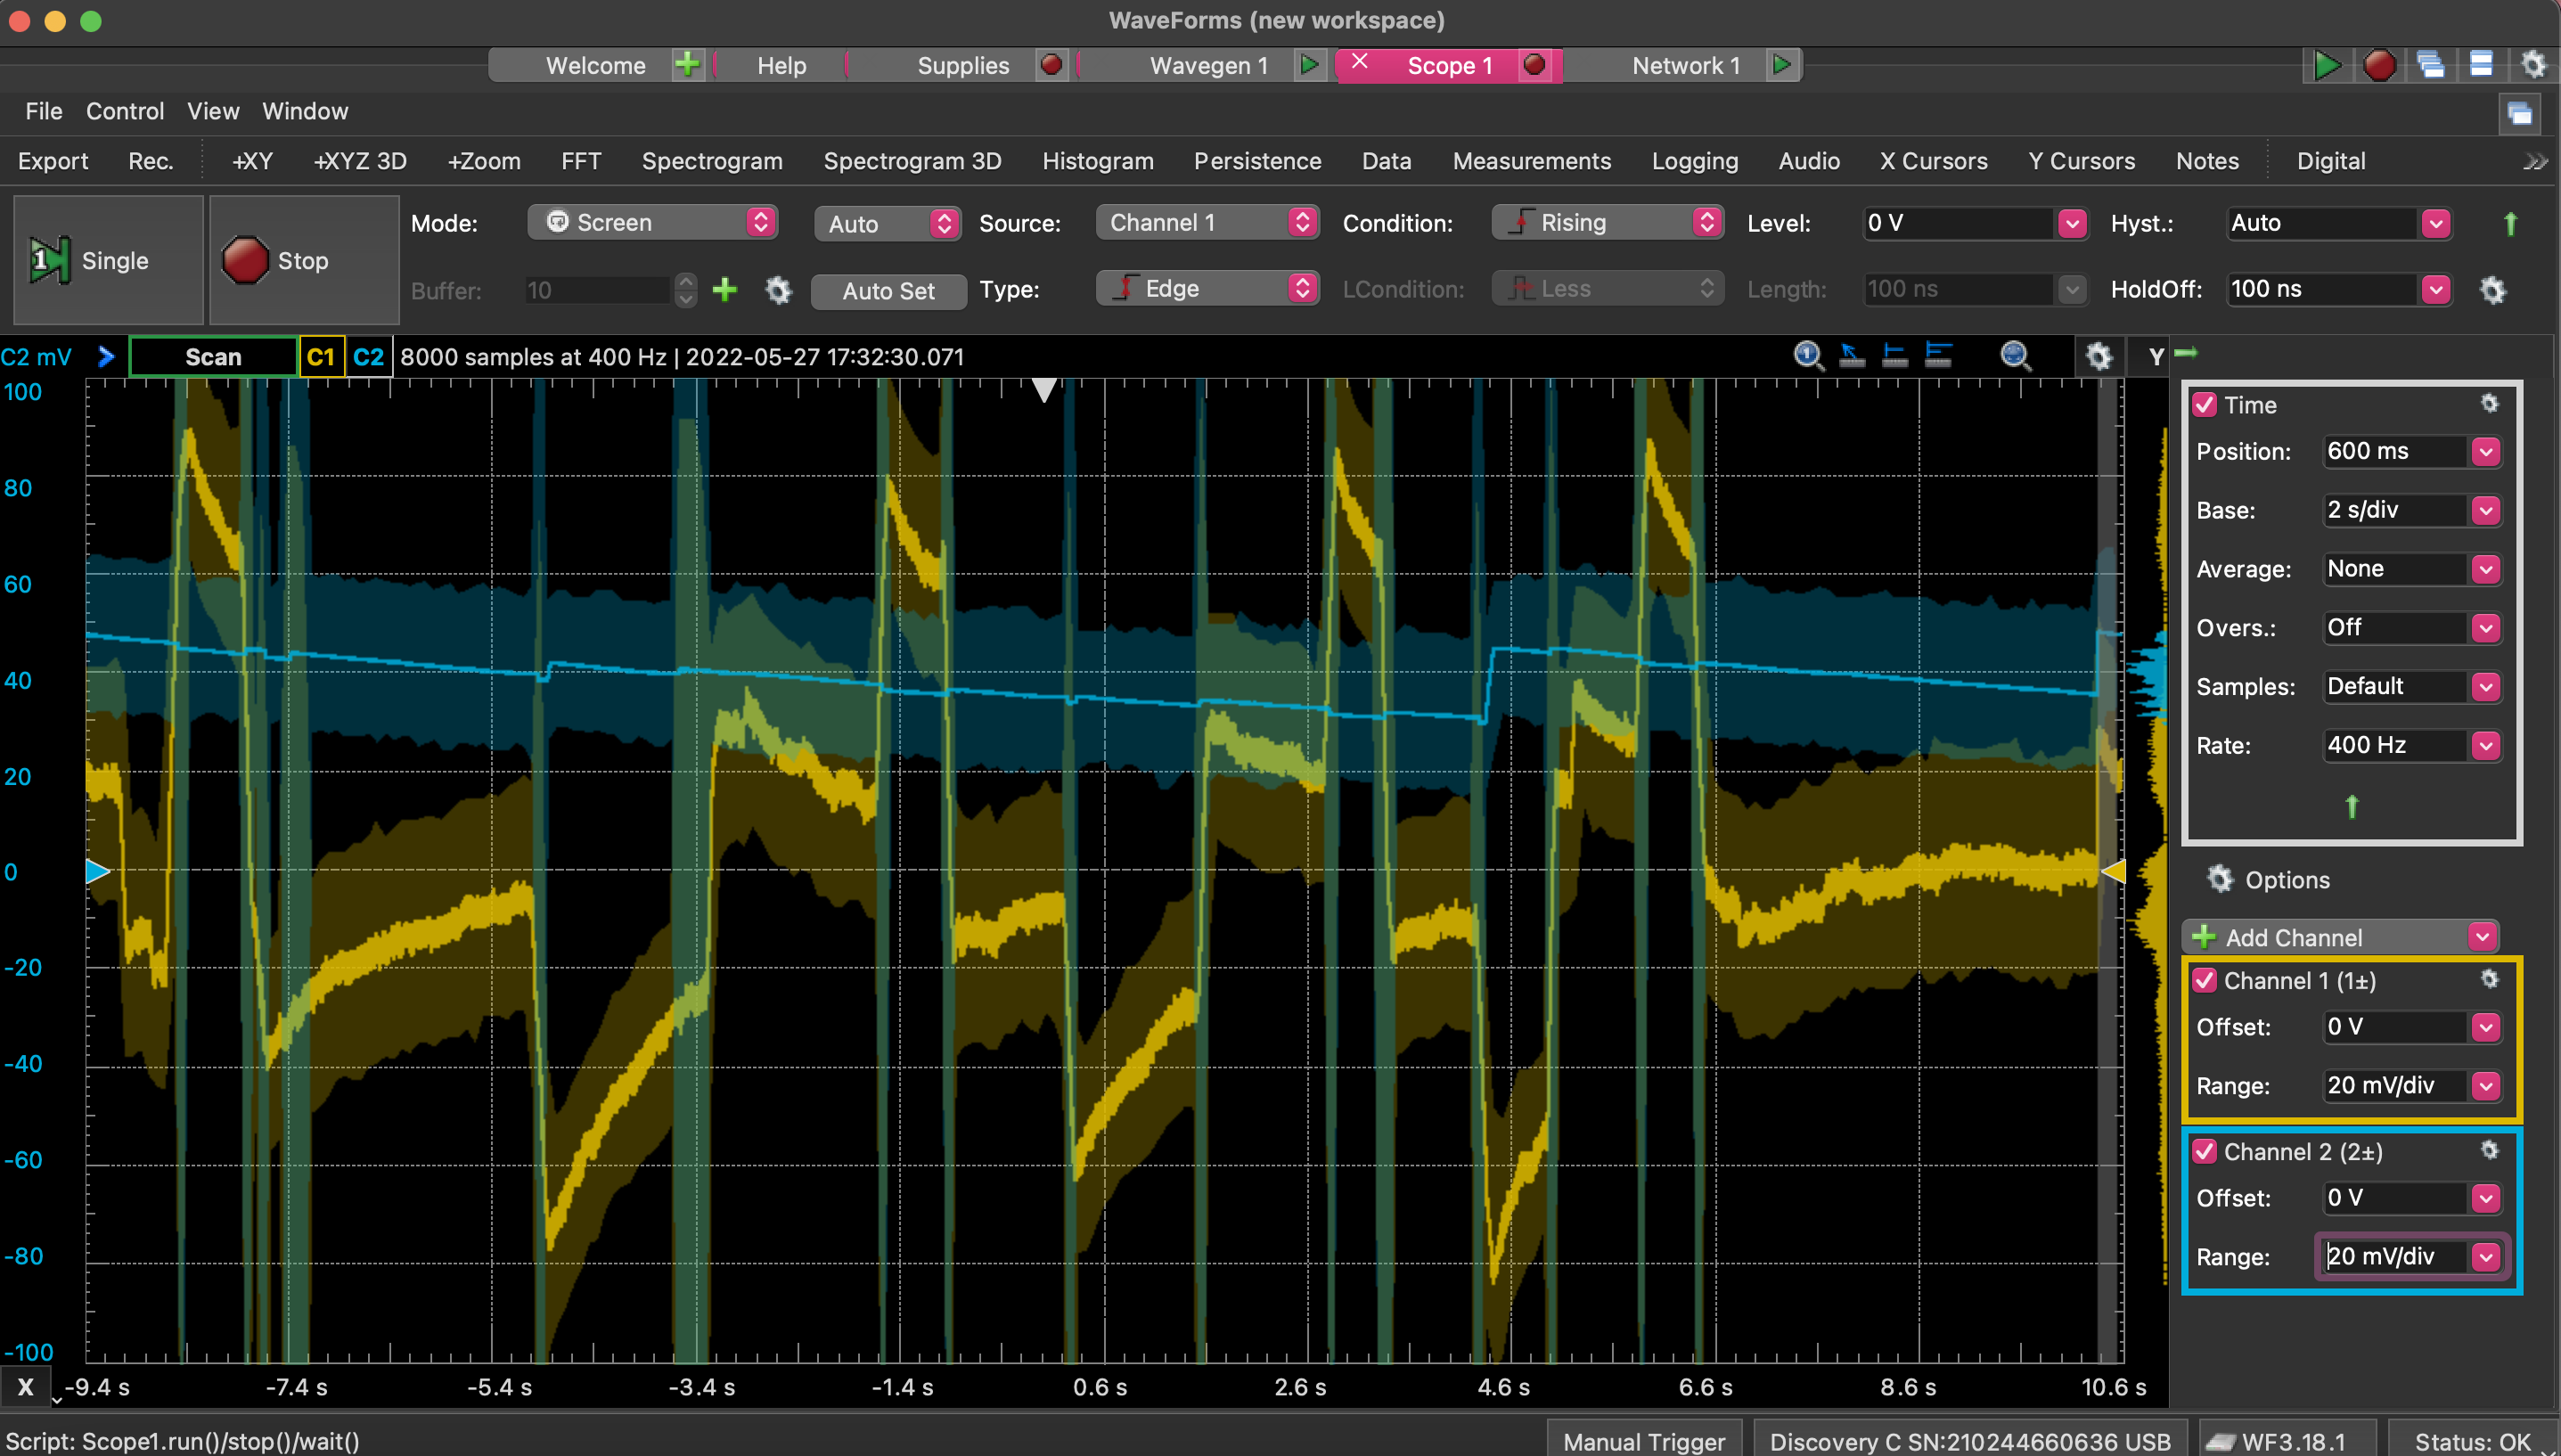 WaveForms (new workspace)
Welcome Help Supplies Wavegen 1 Scope 1 Network 1
File Control View Window
Export Rec. +XY +XYZ 3D +Zoom FFT Spectrogram Spectrogram 3D Histogram Persistence Data Measurements Logging Audio X Cursors Y Cursors Notes Digital
1 Single Stop
Mode: Screen Auto Source: Channel 1 Condition: Rising Level: 0 V Hyst.: Auto
Buffer: 10 Auto Set Type: Edge LCondition: Less Length: 100 ns HoldOff: 100 ns
C2 mV Scan C1 C2 8000 samples at 400 Hz | 2022-05-27 17:32:30.071 Y
100
80
60
40
20
0
-20
-40
-60
-80
-100
X -9.4 s -7.4 s -5.4 s -3.4 s -1.4 s 0.6 s 2.6 s 4.6 s 6.6 s 8.6 s 10.6 s
Time
Position: 600 ms
Base: 2 s/div
Average: None
Overs.: Off
Samples: Default
Rate: 400 Hz
Options
Add Channel
Channel 1 (1±)
Offset: 0 V
Range: 20 mV/div
Channel 2 (2±)
Offset: 0 V
Range: 20 mV/div
Script: Scope1.run()/stop()/wait() Manual Trigger Discovery C SN:210244660636 USB WF3.18.1 Status: OK